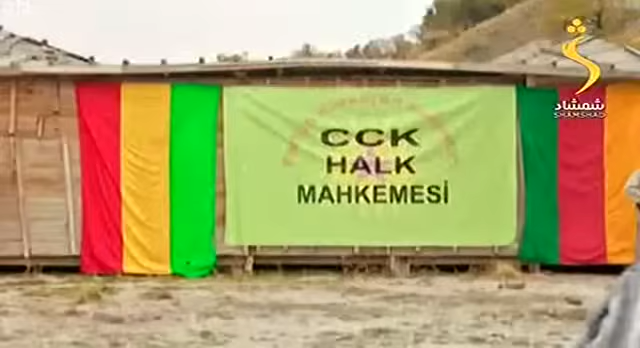 شمشاد
SHAMSHAD
CCK
HALK
MAHKEMESİ